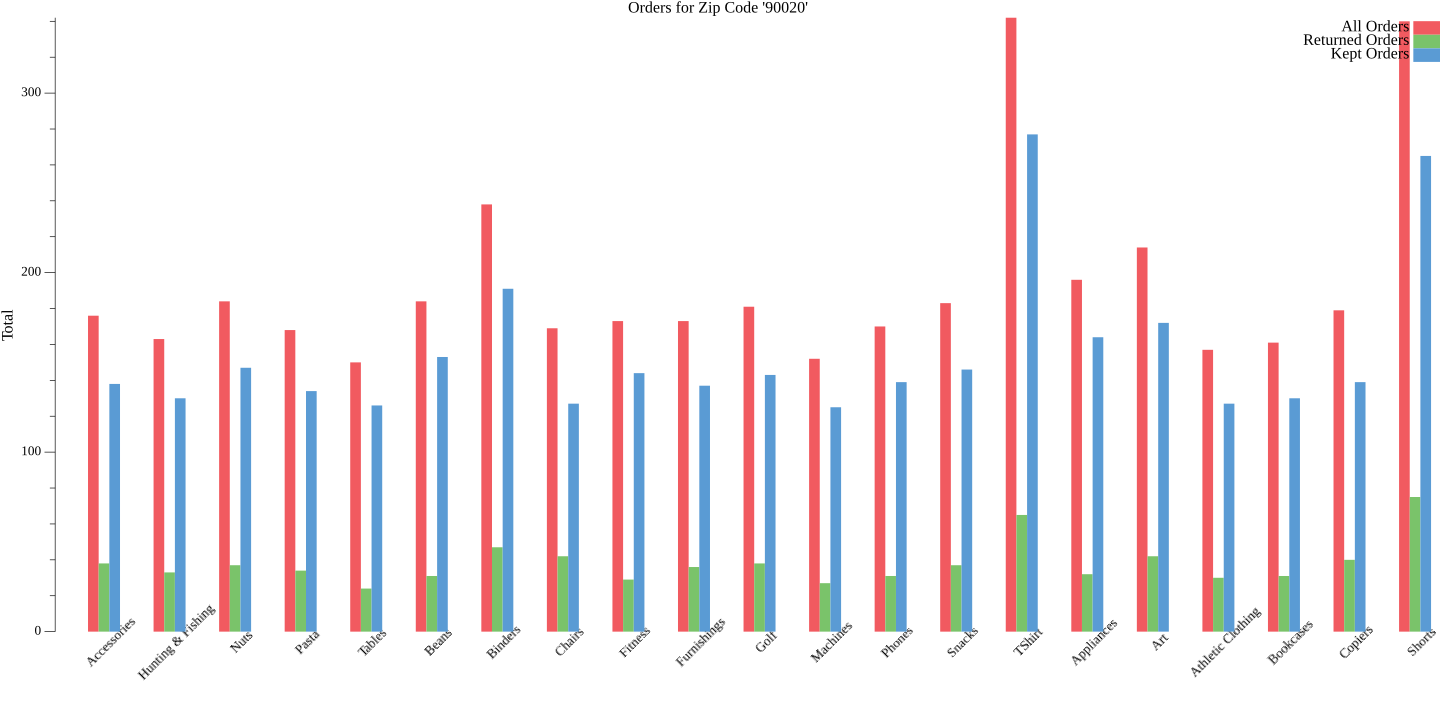 Orders for Zip Code '90020'
All Orders
Returned Orders
Kept Orders
300
200
100
0
Total
Accessories
Hunting & Fishing
Nuts
Pasta
Tables
Beans
Binders
Chairs
Fitness
Furnishings
Golf
Machines
Phones
Snacks
TShirt
Appliances
Art
Athletic Clothing
Bookcases
Copiers
Shorts